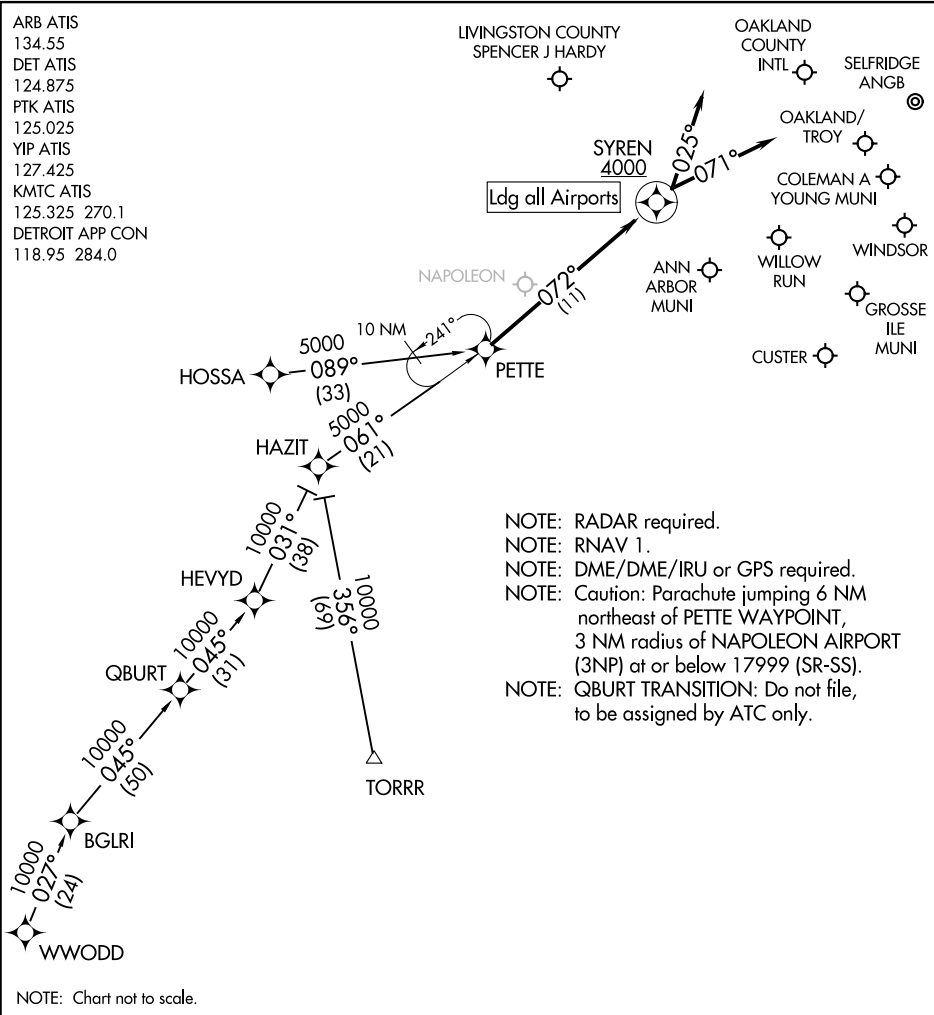 ARB ATIS
134.55
DET ATIS
124.875
PTK ATIS
125.025
YIP ATIS
127.425
KMTC ATIS
125.325 270.1
DETROIT APP CON
118.95 284.0
LIVINGSTON COUNTY
SPENCER J HARDY
OAKLAND
COUNTY
INTL
SELFRIDGE
ANGB
OAKLAND/
TROY
COLEMAN A
YOUNG MUNI
WINDSOR
WILLOW
RUN
ANN
ARBOR
MUNI
GROSSE
ILE
MUNI
CUSTER
SYREN
4000
Ldg all Airports
025°
071°
NAPOLEON
072°
(11)
10 NM
241°
PETTE
HOSSA
5000
089°
(33)
HAZIT
5000
061°
(21)
10000
031°
(38)
HEVYD
10000
356°
(69)
TORRR
10000
045°
(31)
QBURT
10000
045°
(50)
BGLRI
10000
027°
(24)
WWODD
NOTE: RADAR required.
NOTE: RNAV 1.
NOTE: DME/DME/IRU or GPS required.
NOTE: Caution: Parachute jumping 6 NM
northeast of PETTE WAYPOINT,
3 NM radius of NAPOLEON AIRPORT
(3NP) at or below 17999 (SR-SS).
NOTE: QBURT TRANSITION: Do not file,
to be assigned by ATC only.
NOTE: Chart not to scale.